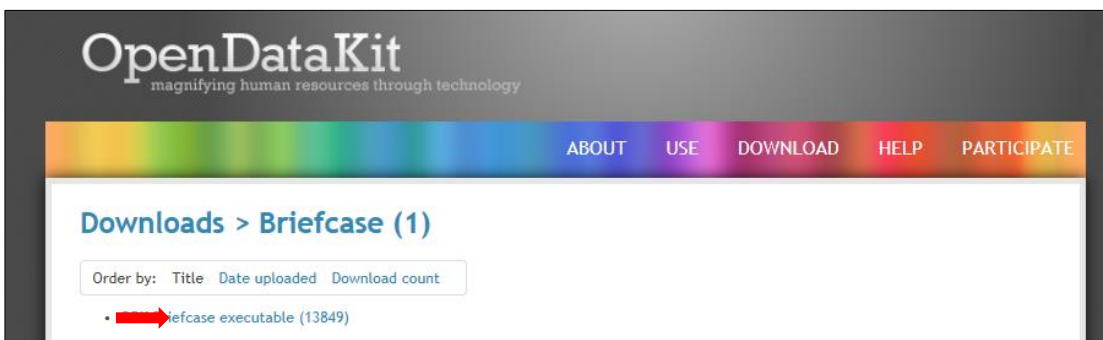 OpenDataKit
magnifying human resources through technology
ABOUT USE DOWNLOAD HELP PARTICIPATE
Downloads > Briefcase (1)
Order by: Title Date uploaded Download count
executable (13849)